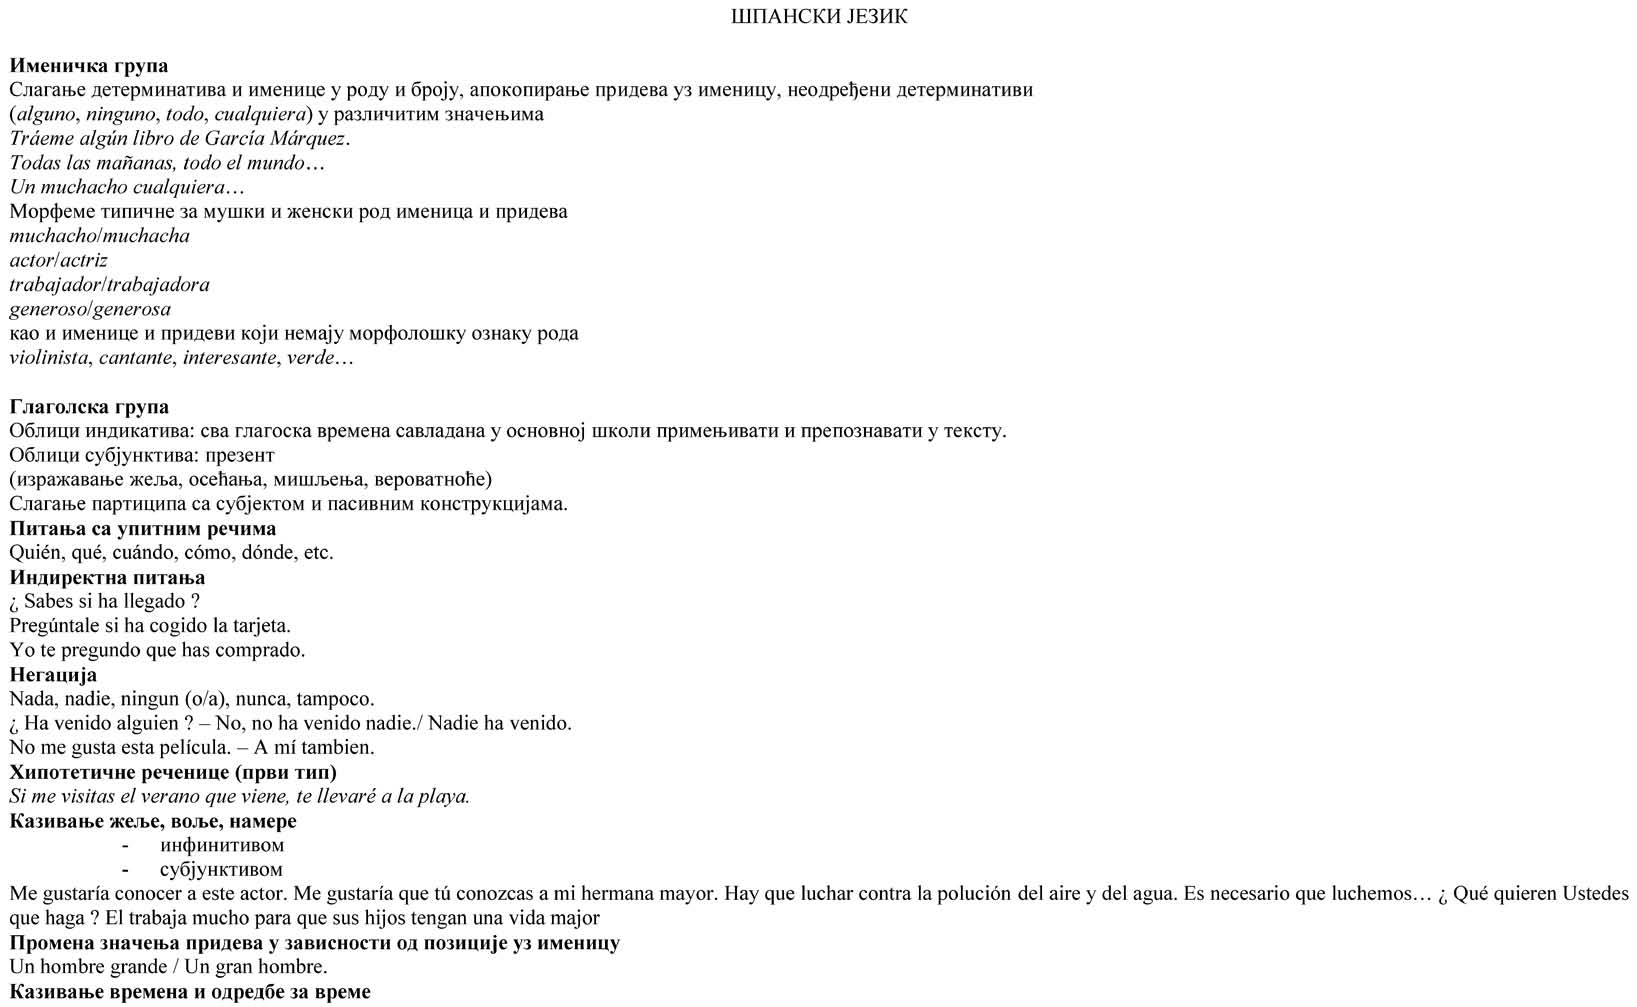 ШПАНСКИ ЈЕЗИК
Именичка група
Слагање детерминатива и именице у роду и броју, апокопирање придева уз именицу, неодређени детерминативи
(alguno, ninguno, todo, cualquiera) у различитим значењима
Tráeme algún libro de García Márquez.
Todas las mañanas, todo el mundo…
Un muchacho cualquiera…
Морфеме типичне за мушки и женски род именица и придева
muchacho/muchacha
actor/actriz
trabajador/trabajadora
generoso/generosa
као и именице и придеви који немају морфолошку ознаку рода
violinista, cantante, interesante, verde…
Глаголска група
Облици индикатива: сва глагоска времена савладана у основној школи примењивати и препознавати у тексту.
Облици субјунктива: презент
(изражавање жеља, осећања, мишљења, вероватноће)
Слагање партиципа са субјектом и пасивним конструкцијама.
Питања са упитним речима
Quién, qué, cuándo, cómo, dónde, etc.
Индиректна питања
¿ Sabes si ha llegado ?
Pregúntale si ha cogido la tarjeta.
Yo te pregundo que has comprado.
Негација
Nada, nadie, ningun (o/a), nunca, tampoco.
¿ Ha venido alguien ? – No, no ha venido nadie./ Nadie ha venido.
No me gusta esta película. – A mí tambien.
Хипотетичне реченице (први тип)
Si me visitas el verano que viene, te llevaré a la playa.
Казивање жеље, воље, намере
- инфинитивом
- субјунктивом
Me gustaría conocer a este actor. Me gustaría que tú conozcas a mi hermana mayor. Hay que luchar contra la polución del aire y del agua. Es necesario que luchemos… ¿ Qué quieren Ustedes
que haga ? El trabaja mucho para que sus hijos tengan una vida major
Промена значења придева у зависности од позиције уз именицу
Un hombre grande / Un gran hombre.
Казивање времена и одредбе за време